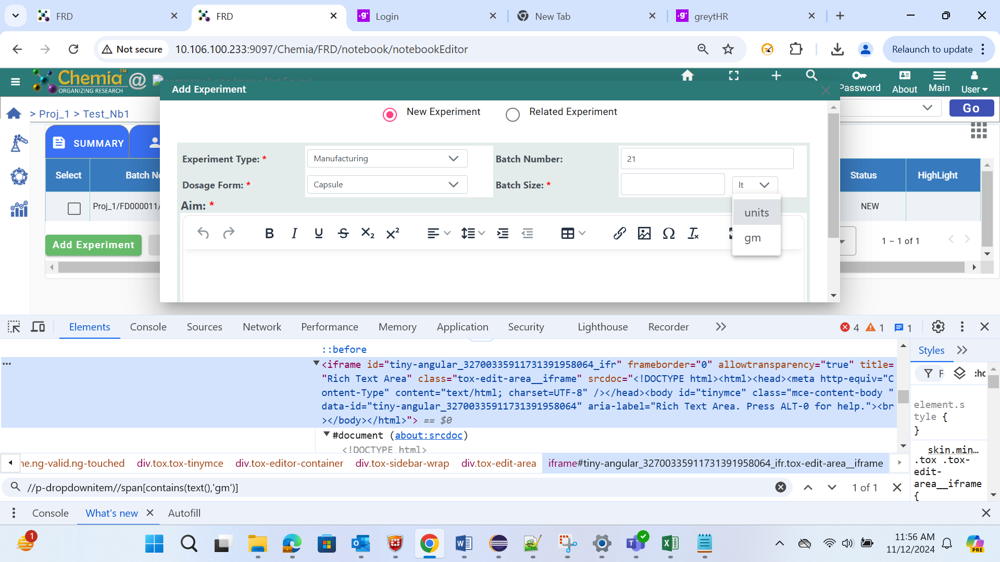 FRD
FRD
Login
New Tab
greytHR
Not secure
10.106.100.233:9097/Chemia/FRD/notebook/notebookEditor
Relaunch to update
Chemia™ @
ORGANIZING RESEARCH
Password
About
Main
User
Add Experiment
> Proj_1 > Test_Nb1
New Experiment
Related Experiment
Go
SUMMARY
Experiment Type: *
Manufacturing
Batch Number:
21
Select
Batch N
Status
HighLight
Dosage Form: *
Capsule
Batch Size: *
lt
Aim: *
Proj_1/FD000011/
NEW
units
gm
Add Experiment
1 – 1 of 1
Elements
Console
Sources
Network
Performance
Memory
Application
Security
Lighthouse
Recorder
4
1
1
::before
<iframe id="tiny-angular_32700335911731391958064_ifr" frameborder="0" allowtransparency="true" title=
"Rich Text Area" class="tox-edit-area__iframe" srcdoc="<!DOCTYPE html><html><head><meta http-equiv="C
ontent-Type" content="text/html; charset=UTF-8" /></head><body id="tinymce" class="mce-content-body "
data-id="tiny-angular_32700335911731391958064" aria-label="Rich Text Area. Press ALT-0 for help."><br
></body></html>"> == $0
#document (about:srcdoc)
<!DOCTYPE html>
Styles
F
:hc
element.s
tyle {
}
skin.min…
.tox .tox-
edit-
area__iframe
{
ne.ng-valid.ng-touched
div.tox.tox-tinymce
div.tox-editor-container
div.tox-sidebar-wrap
div.tox-edit-area
iframe#tiny-angular_32700335911731391958064_ifr.tox-edit-area__iframe
//p-dropdownitem//span[contains(text(),'gm')]
1 of 1
Console
What's new
Autofill
1
11:56 AM
11/12/2024
PRE